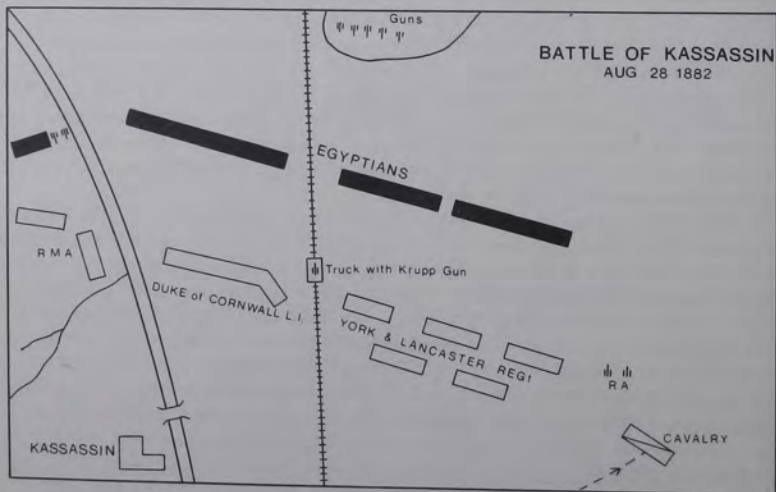 Guns
BATTLE OF KASSASSIN
AUG 28 1882
EGYPTIANS
RMA
Truck with Krupp Gun
DUKE of CORNWALL L.I.
YORK & LANCASTER REGt
RA
KASSASSIN
CAVALRY